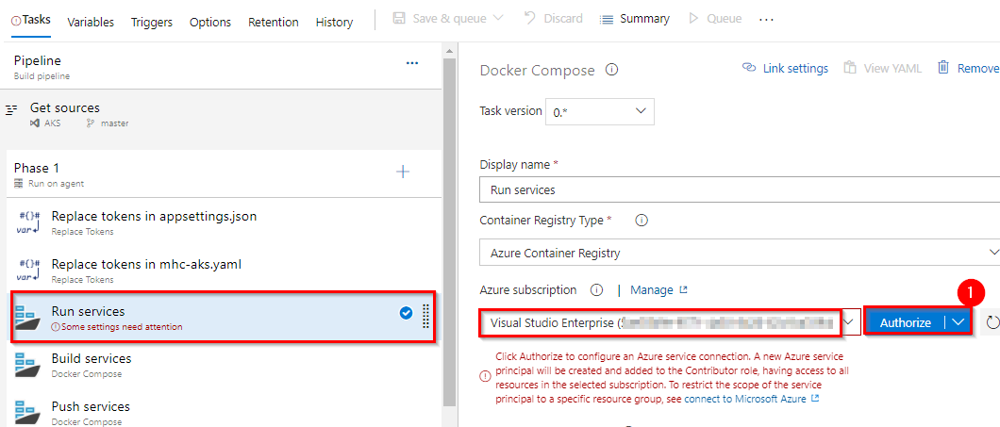 Tasks Variables Triggers Options Retention History Save & queue Discard Summary Queue ...
Pipeline
Build pipeline
Get sources
AKS master
Phase 1
Run on agent
#{}# Replace tokens in appsettings.json
var Replace Tokens
#{}# Replace tokens in mhc-aks.yaml
var Replace Tokens
Run services
Some settings need attention
Build services
Docker Compose
Push services
Docker Compose
Docker Compose Link settings View YAML Remove
Task version 0.*
Display name *
Run services
Container Registry Type *
Azure Container Registry
Azure subscription | Manage
1
Visual Studio Enterprise ( Authorize
Click Authorize to configure an Azure service connection. A new Azure service
principal will be created and added to the Contributor role, having access to all
resources in the selected subscription. To restrict the scope of the service
principal to a specific resource group, see connect to Microsoft Azure